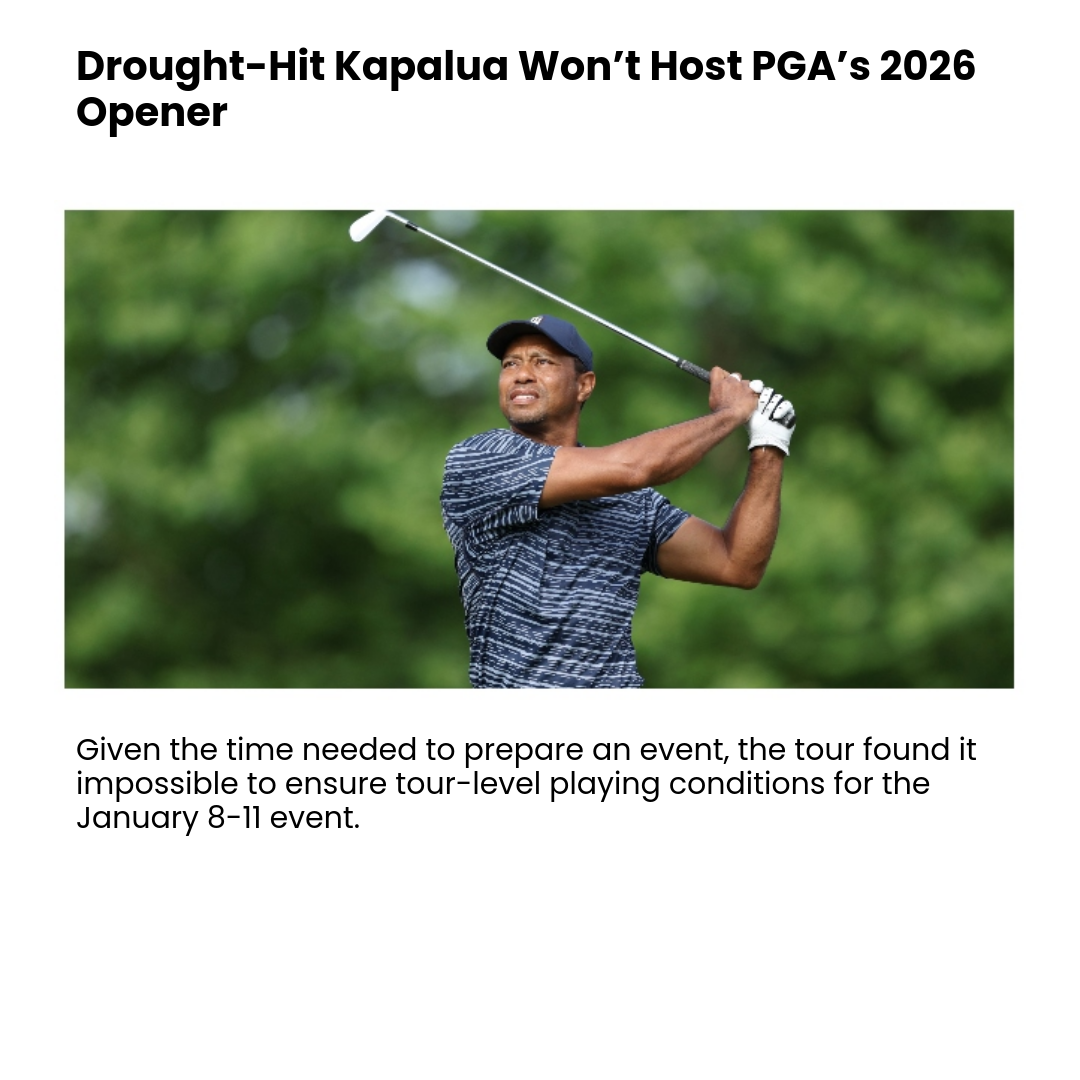 Drought-Hit Kapalua Won’t Host PGA’s 2026
Opener
Given the time needed to prepare an event, the tour found it
impossible to ensure tour-level playing conditions for the
January 8-11 event.